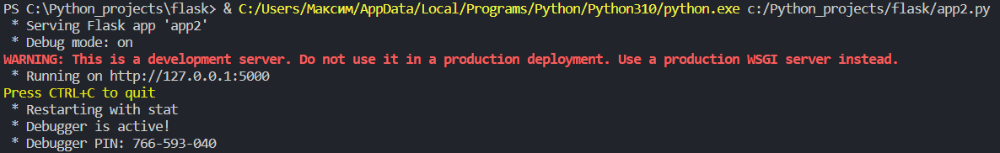 PS C:\Python_projects\flask> & C:/Users/Максим/AppData/Local/Programs/Python/Python310/python.exe c:/Python_projects/flask/app2.py
 * Serving Flask app 'app2'
 * Debug mode: on
WARNING: This is a development server. Do not use it in a production deployment. Use a production WSGI server instead.
 * Running on http://127.0.0.1:5000
Press CTRL+C to quit
 * Restarting with stat
 * Debugger is active!
 * Debugger PIN: 766-593-040